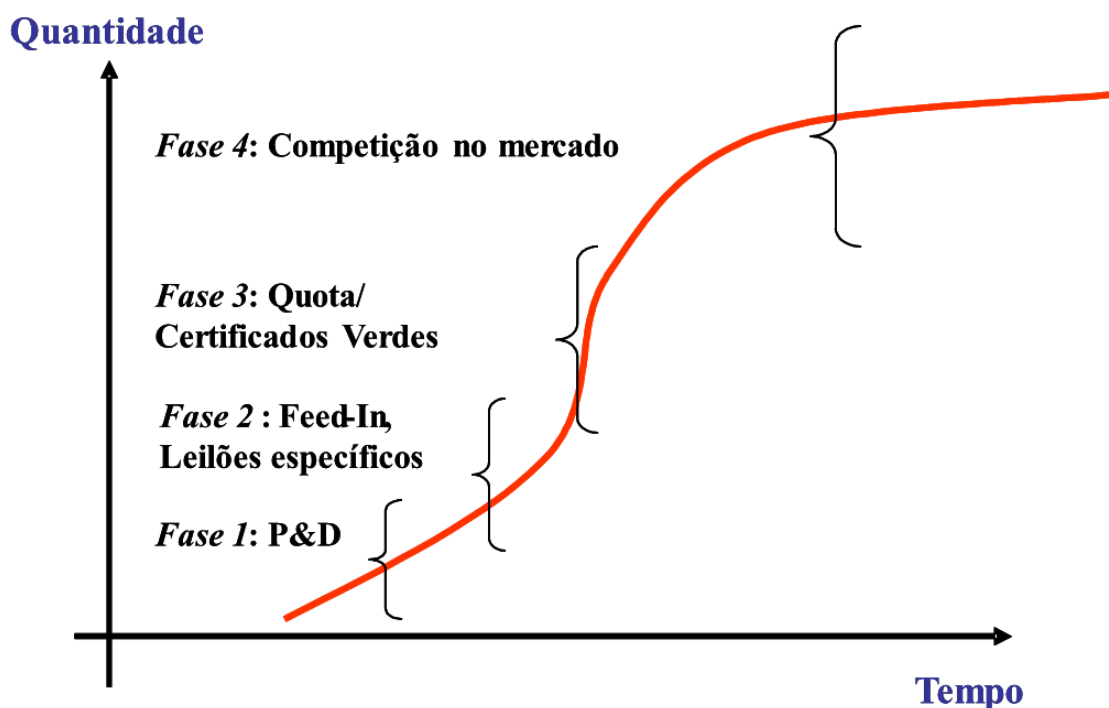 Quantidade
Fase 4: Competição no mercado
Fase 3: Quota/
Certificados Verdes
Fase 2 : Feed-In,
Leilões específicos
Fase 1: P&D
Tempo